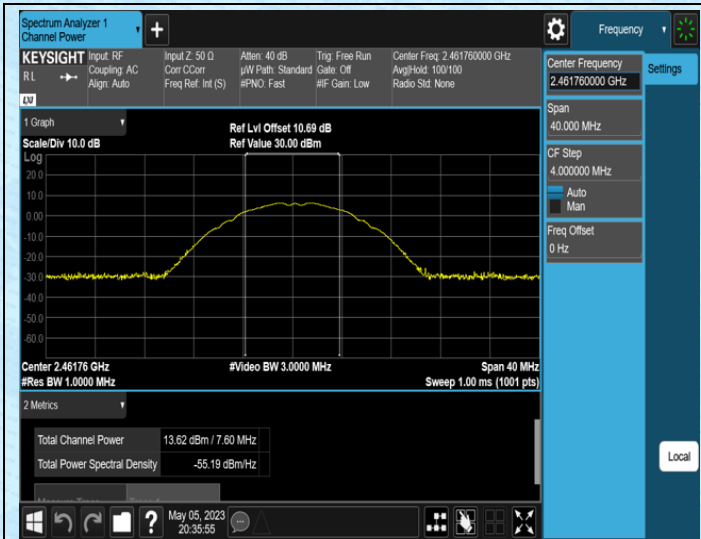 Spectrum Analyzer 1
Channel Power
+
Frequency
KEYSIGHT
RL
LXI
Input: RF
Coupling: AC
Align: Auto
Input Z: 50 Ω
Corr CCorr
Freq Ref: Int (S)
Atten: 40 dB
µW Path: Standard
#PNO: Fast
Trig: Free Run
Gate: Off
#IF Gain: Low
Center Freq: 2.461760000 GHz
Avg|Hold: 100/100
Radio Std: None
Center Frequency
2.461760000 GHz
Settings
Span
40.000 MHz
CF Step
4.000000 MHz
Auto
Man
Freq Offset
0 Hz
Local
1 Graph
Scale/Div 10.0 dB
Ref Lvl Offset 10.69 dB
Ref Value 30.00 dBm
Log
20.0
10.0
0.00
-10.0
-20.0
-30.0
-40.0
-50.0
-60.0
Center 2.46176 GHz
#Video BW 3.0000 MHz
Span 40 MHz
#Res BW 1.0000 MHz
Sweep 1.00 ms (1001 pts)
2 Metrics
Total Channel Power 13.62 dBm / 7.60 MHz
Total Power Spectral Density -55.19 dBm/Hz
?
May 05, 2023
20:35:55